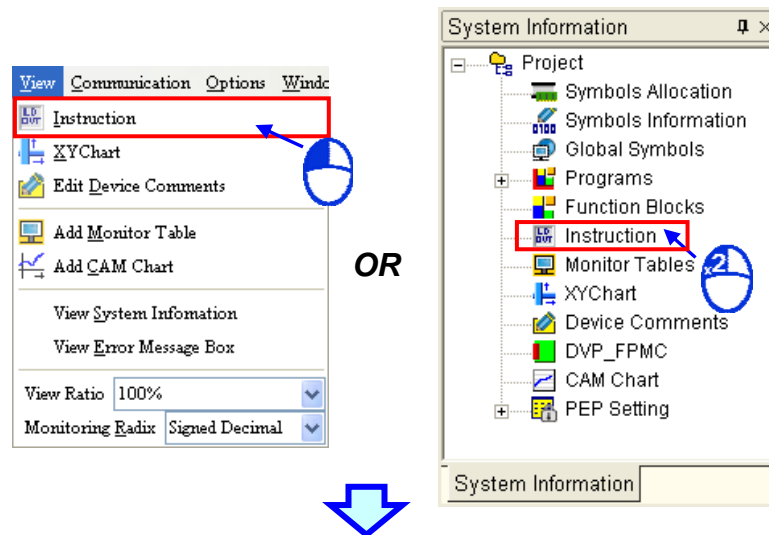 View Communication Options Windo
Instruction
XYChart
Edit Device Comments
Add Monitor Table
Add CAM Chart
View System Infomation
View Error Message Box
View Ratio 100%
Monitoring Radix Signed Decimal
OR
System Information
Project
Symbols Allocation
Symbols Information
Global Symbols
Programs
Function Blocks
Instruction
Monitor Tables
x2
XYChart
Device Comments
DVP_FPMC
CAM Chart
PEP Setting
System Information